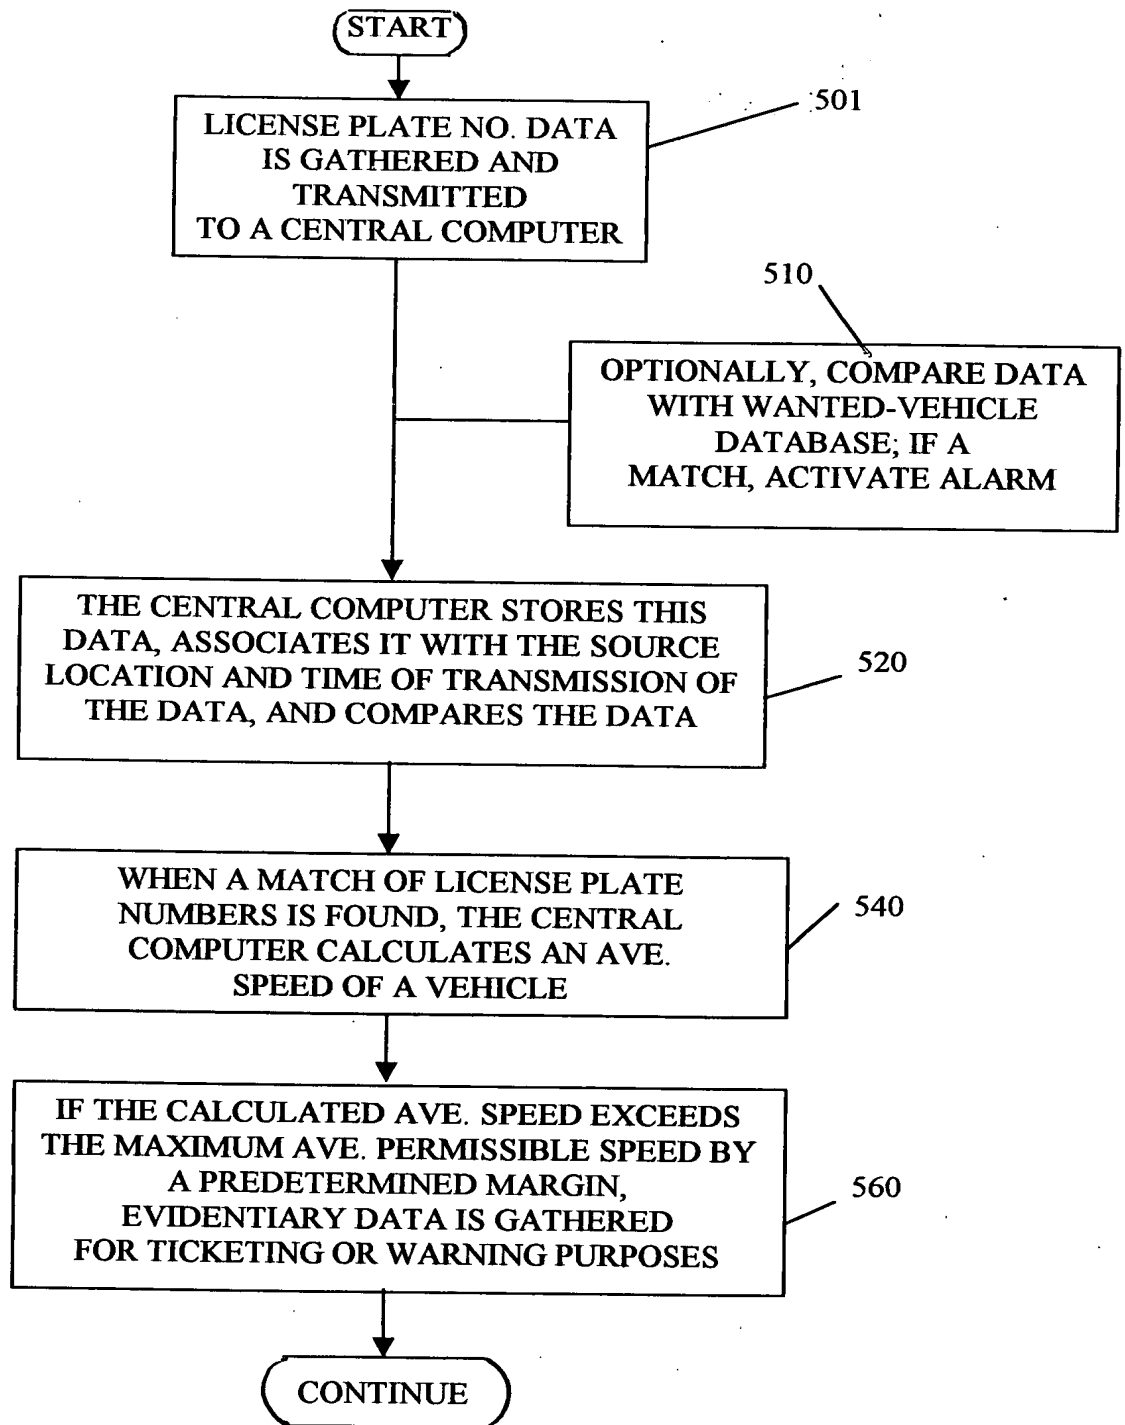 START
LICENSE PLATE NO. DATA
IS GATHERED AND
TRANSMITTED
TO A CENTRAL COMPUTER
501
510
OPTIONALLY, COMPARE DATA
WITH WANTED-VEHICLE
DATABASE; IF A
MATCH, ACTIVATE ALARM
THE CENTRAL COMPUTER STORES THIS
DATA, ASSOCIATES IT WITH THE SOURCE
LOCATION AND TIME OF TRANSMISSION OF
THE DATA, AND COMPARES THE DATA
520
WHEN A MATCH OF LICENSE PLATE
NUMBERS IS FOUND, THE CENTRAL
COMPUTER CALCULATES AN AVE.
SPEED OF A VEHICLE
540
IF THE CALCULATED AVE. SPEED EXCEEDS
THE MAXIMUM AVE. PERMISSIBLE SPEED BY
A PREDETERMINED MARGIN,
EVIDENTIARY DATA IS GATHERED
FOR TICKETING OR WARNING PURPOSES
560
CONTINUE